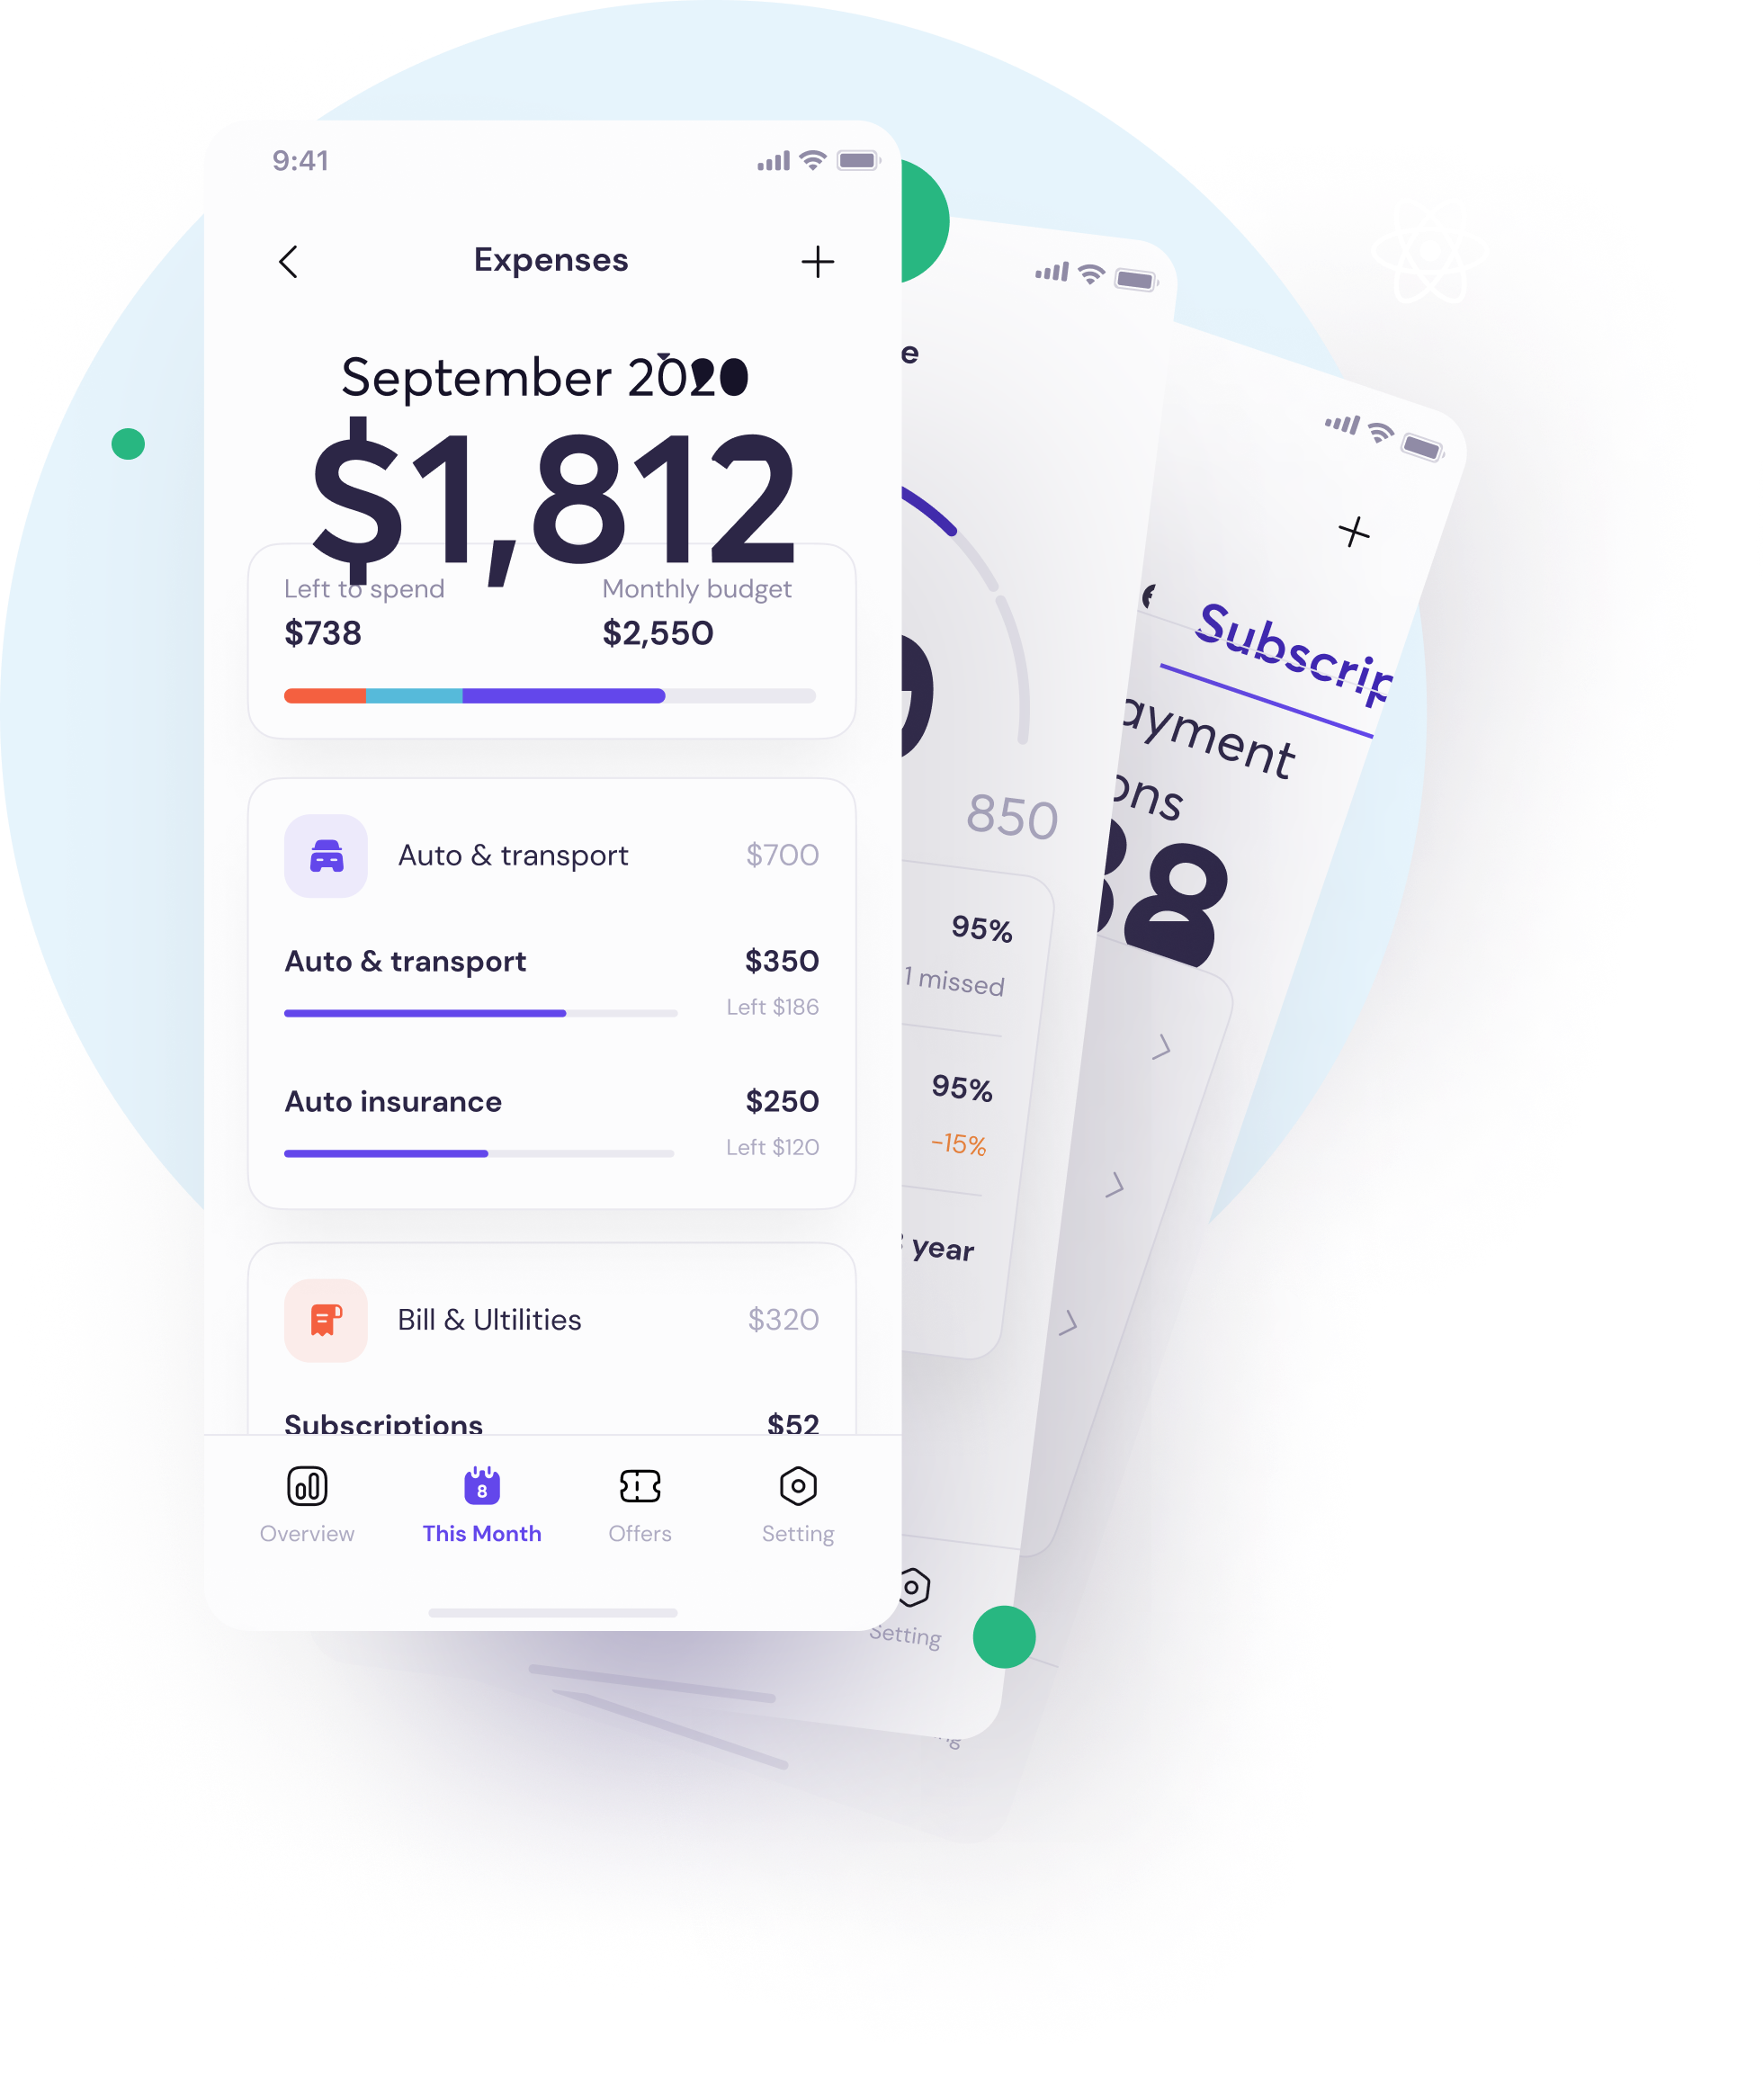 9:41
Expenses
September 2020
$1,812
Left to spend
Monthly budget
$738
$2,550
Auto & transport
$700
Auto & transport
$350
Left $186
Auto insurance
$250
Left $120
Bill & Ultilities
$320
Subscriptions
$52
8
Overview
This Month
Offers
Setting
850
95%
1 missed
95%
-15%
year
Setting
Subscrip
ayment
ons